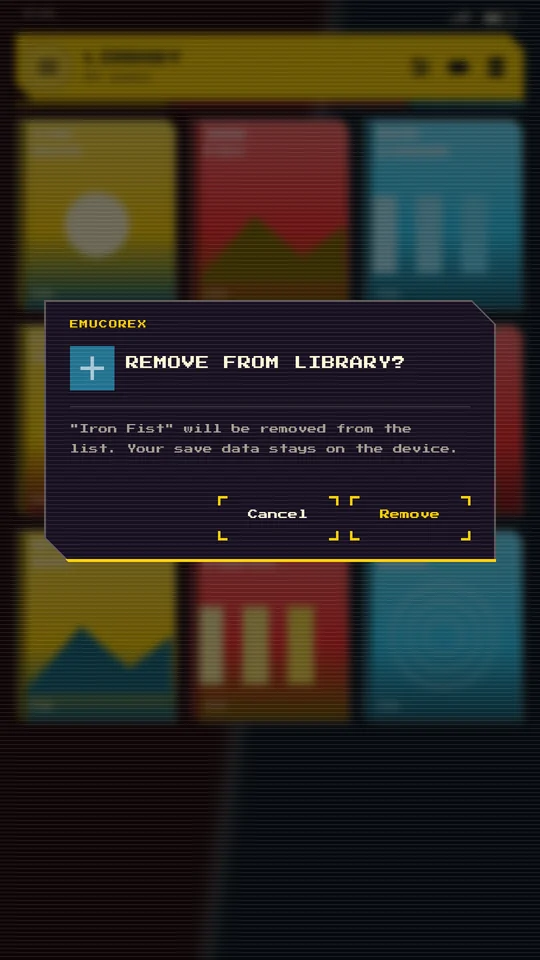 EMUCOREX
REMOVE FROM LIBRARY?
"Iron Fist" will be removed from the
list. Your save data stays on the device.
Cancel
Remove